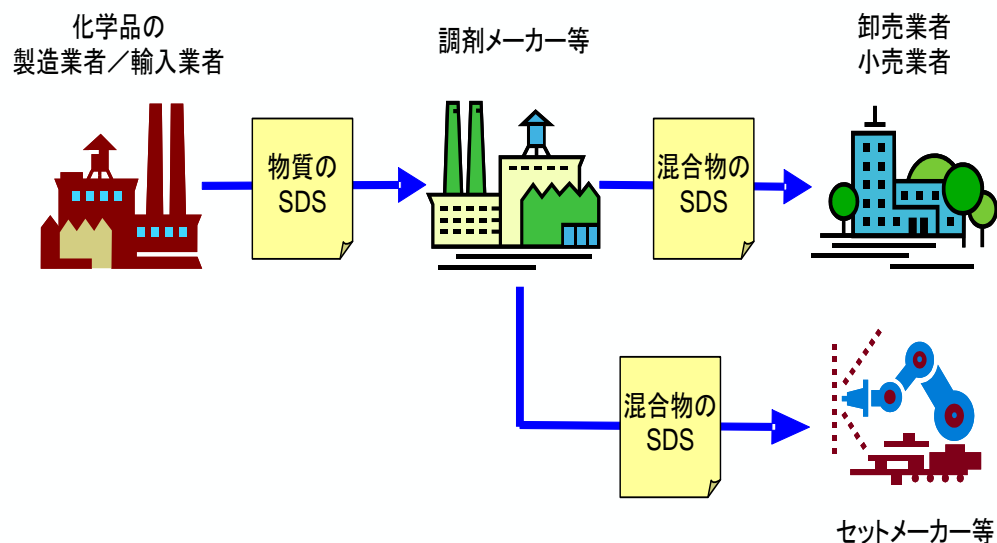 化学品の
製造業者／輸入業者
調剤メーカー等
卸売業者
小売業者
物質の
SDS
混合物の
SDS
混合物の
SDS
セットメーカー等